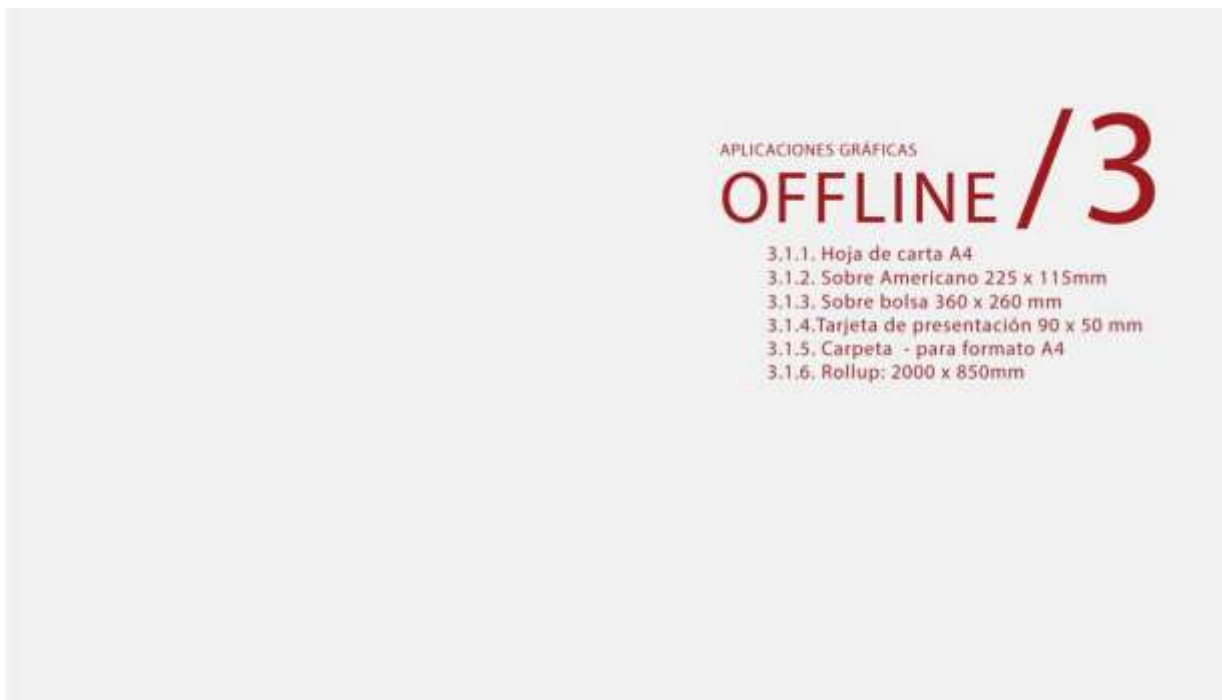 APLICACIONES GRÁFICAS
OFFLINE /3
3.1.1. Hoja de carta A4
3.1.2. Sobre Americano 225 x 115mm
3.1.3. Sobre bolsa 360 x 260 mm
3.1.4.Tarjeta de presentación 90 x 50 mm
3.1.5. Carpeta - para formato A4
3.1.6. Rollup: 2000 x 850mm